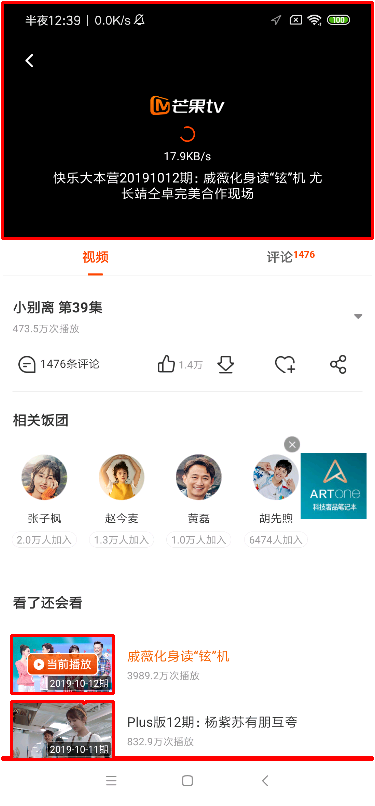 半夜12:39 | 0.0K/s
100
芒果tv
17.9KB/s
快乐大本营20191012期：戚薇化身读“铉”机 尤
长靖仝卓完美合作现场
视频
评论1476
小别离 第39集
473.5万次播放
1476条评论
1.4万
相关饭团
张子枫
赵今麦
黄磊
胡先煦
2.0万人加入
1.3万人加入
1.0万人加入
6474人加入
ARTone
科技奢品笔记本
看了还会看
当前播放
2019-10-12期
戚薇化身读“铉”机
3989.2万次播放
2019-10-11期
Plus版12期：杨紫苏有朋互夸
832.9万次播放